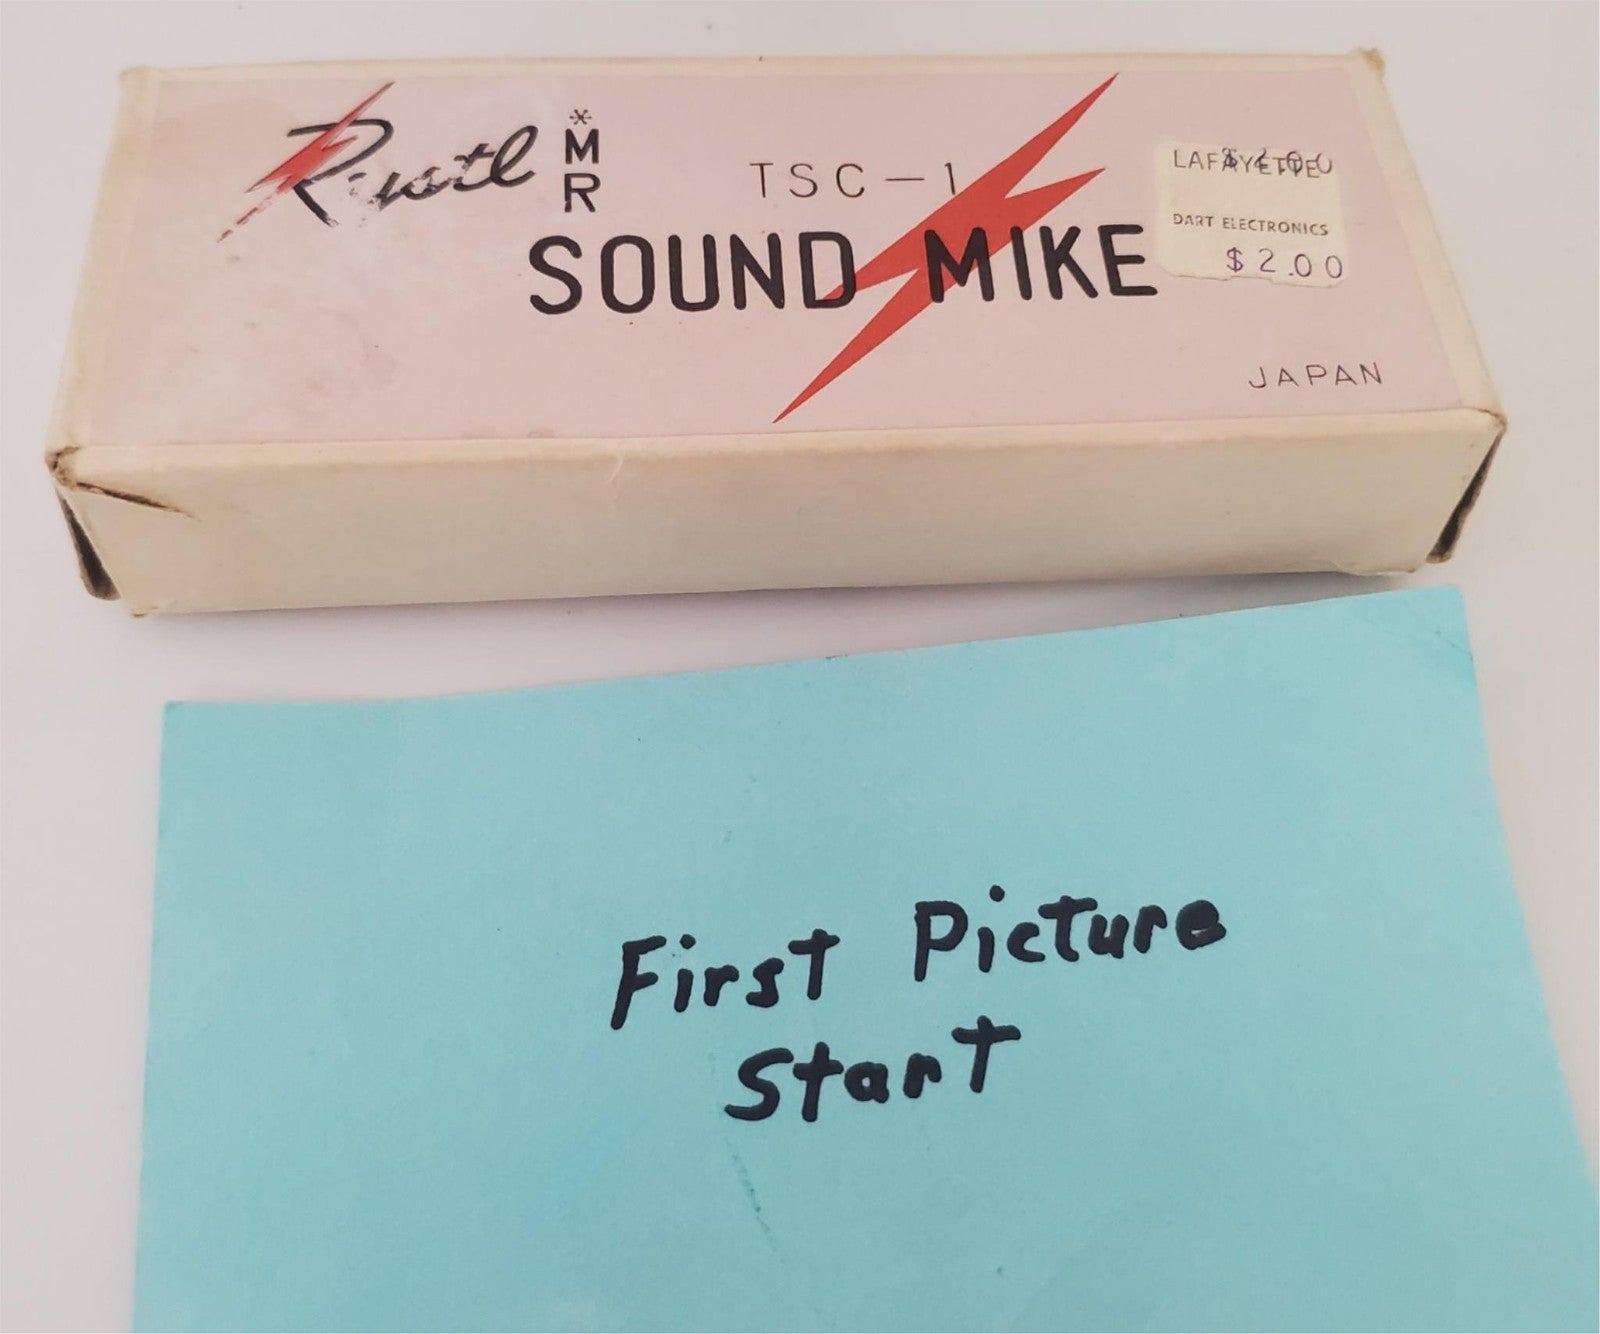 *MR
TSC-1
SOUND MIKE
LAFAYETTE
DART ELECTRONICS
$2.00
JAPAN
First Picture
Start